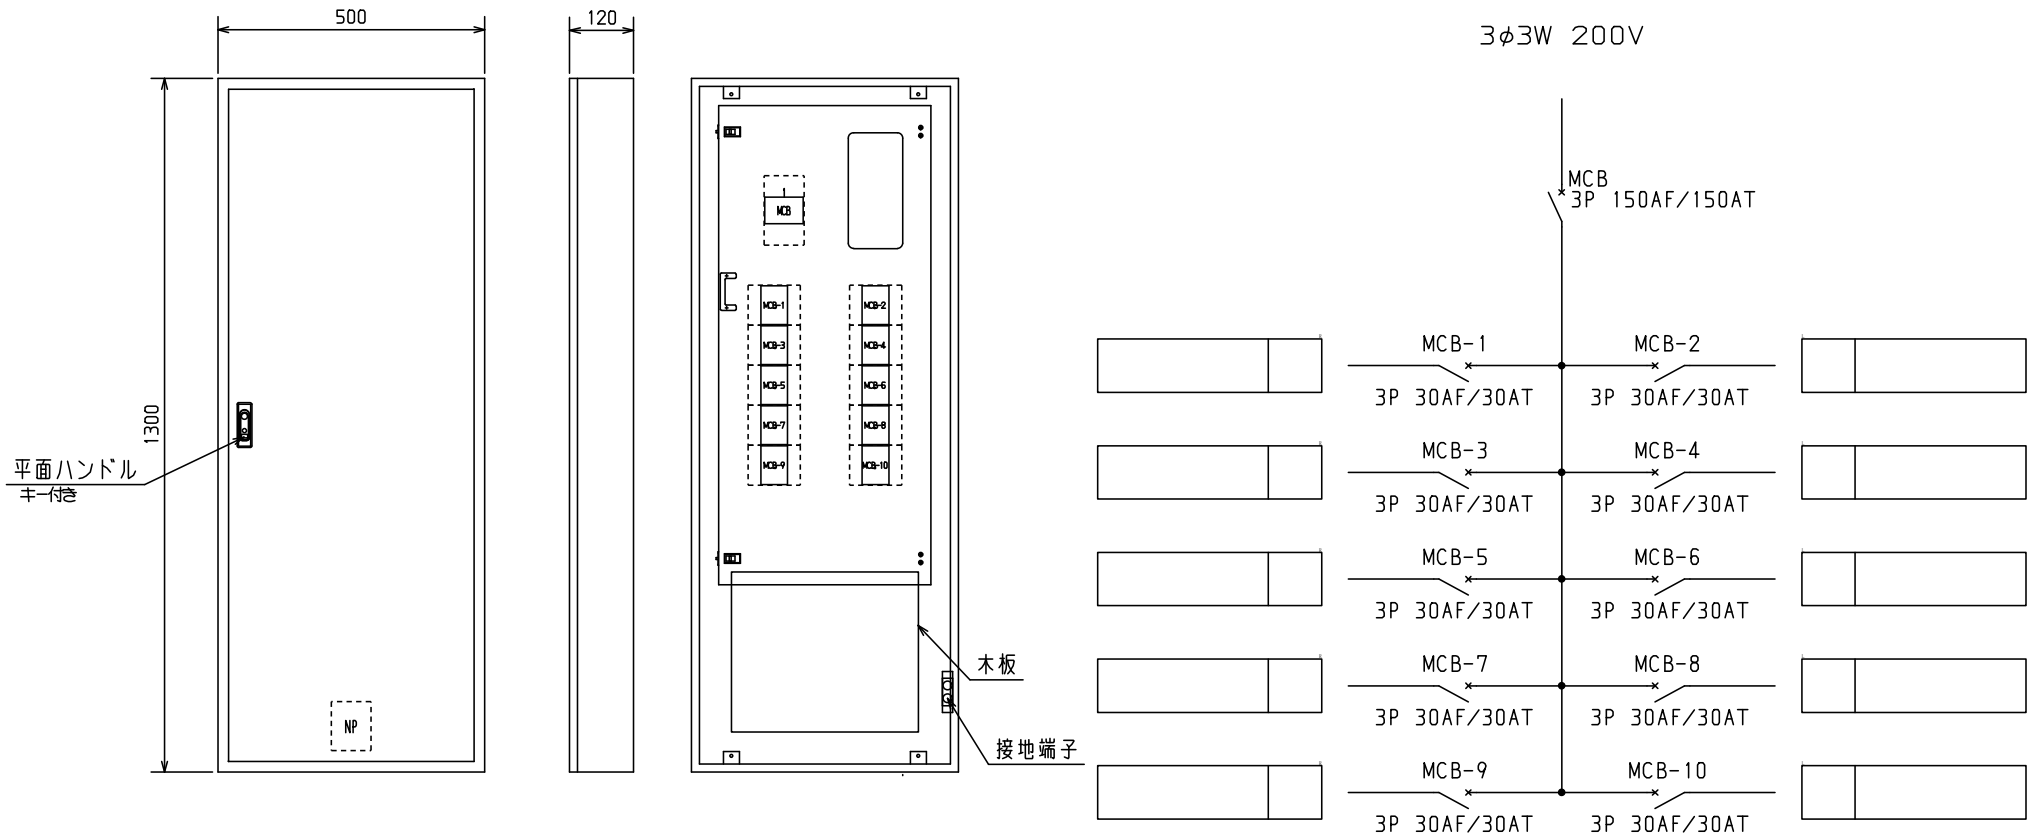 500
120
1300
平面ハンドル
キー付き
NP
1
MCB
MCB-1
MCB-2
MCB-3
MCB-4
MCB-5
MCB-6
MCB-7
MCB-8
MCB-9
MCB-10
木板
接地端子
3φ3W 200V
MCB
3P 150AF/150AT
MCB-1
MCB-2
3P 30AF/30AT
3P 30AF/30AT
MCB-3
MCB-4
3P 30AF/30AT
3P 30AF/30AT
MCB-5
MCB-6
3P 30AF/30AT
3P 30AF/30AT
MCB-7
MCB-8
3P 30AF/30AT
3P 30AF/30AT
MCB-9
MCB-10
3P 30AF/30AT
3P 30AF/30AT